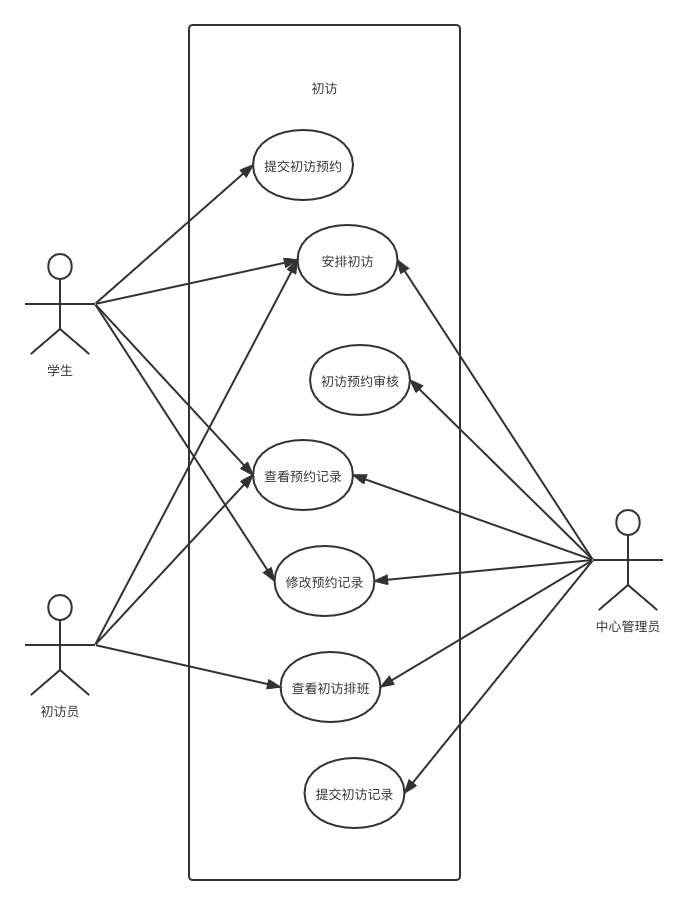 初访
提交初访预约
安排初访
学生
初访预约审核
查看预约记录
修改预约记录
中心管理员
查看初访排班
初访员
提交初访记录